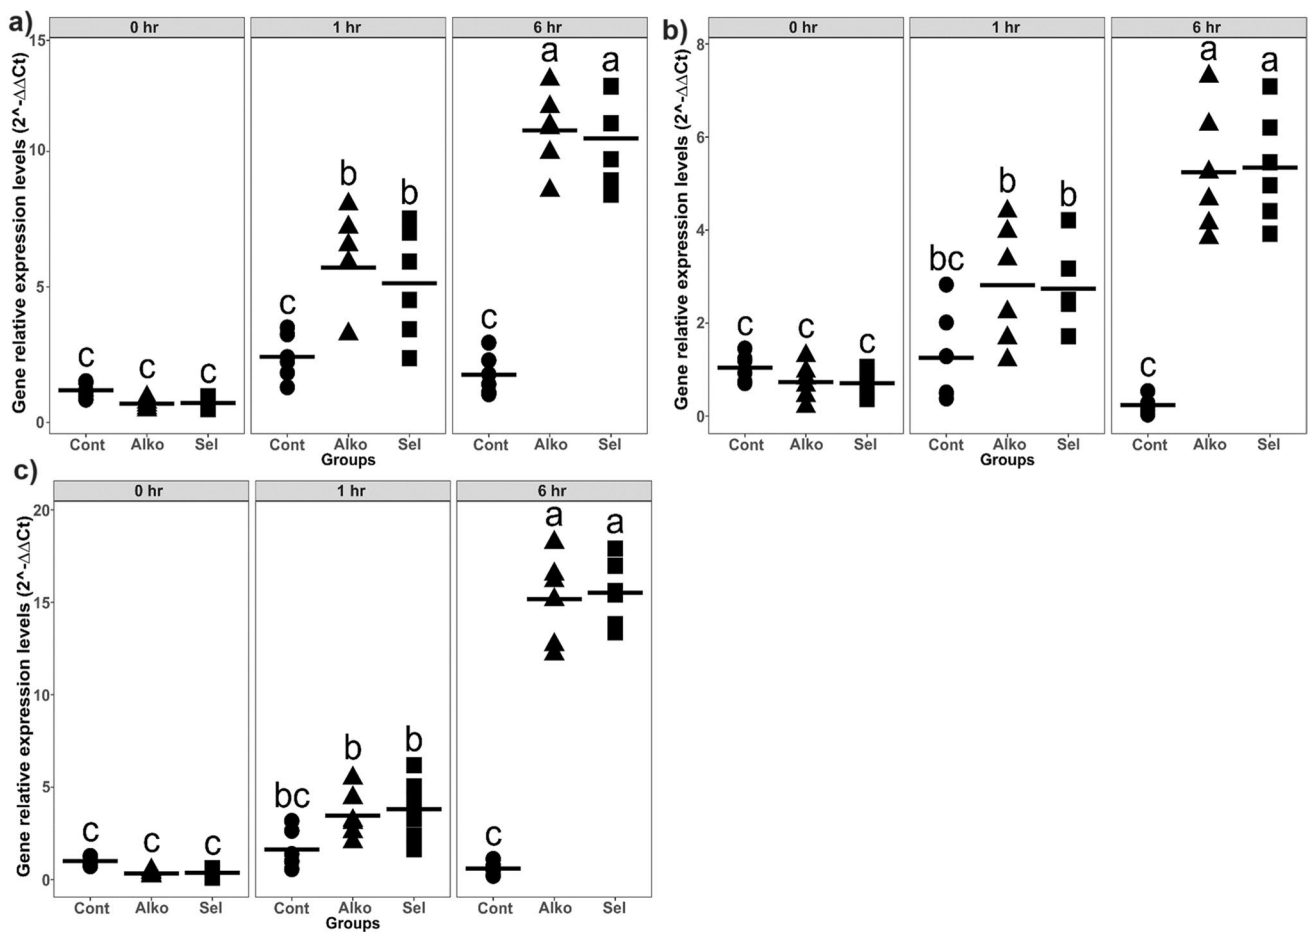 a)
0 hr 1 hr 6 hr
Gene relative expression levels (2^-ΔΔCt)
15
10
5
0
c c c
c b b
c a a
Cont Alko Sel Cont Alko Sel Cont Alko Sel
Groups
b)
0 hr 1 hr 6 hr
Gene relative expression levels (2^-ΔΔCt)
8
6
4
2
0
c c c
bc b b
c a a
Cont Alko Sel Cont Alko Sel Cont Alko Sel
Groups
c)
0 hr 1 hr 6 hr
Gene relative expression levels (2^-ΔΔCt)
20
15
10
5
0
c c c
bc b b
c a a
Cont Alko Sel Cont Alko Sel Cont Alko Sel
Groups